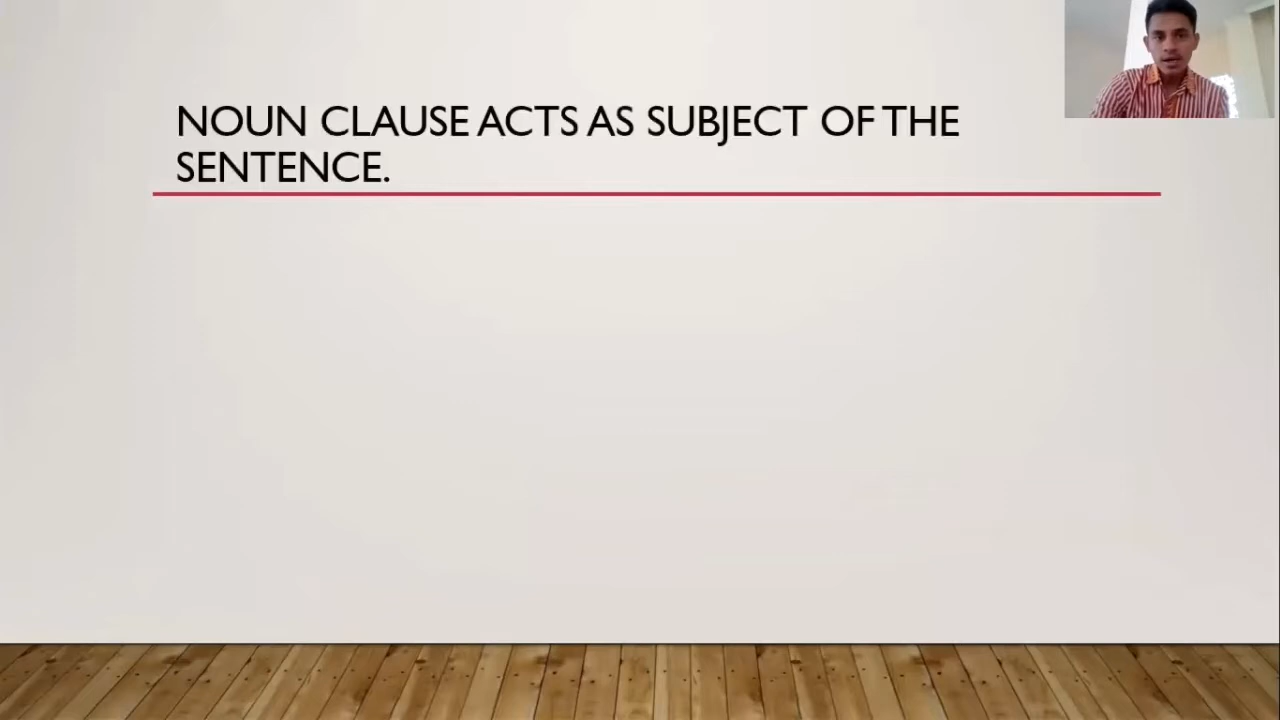 NOUN CLAUSE ACTS AS SUBJECT OF THE
SENTENCE.